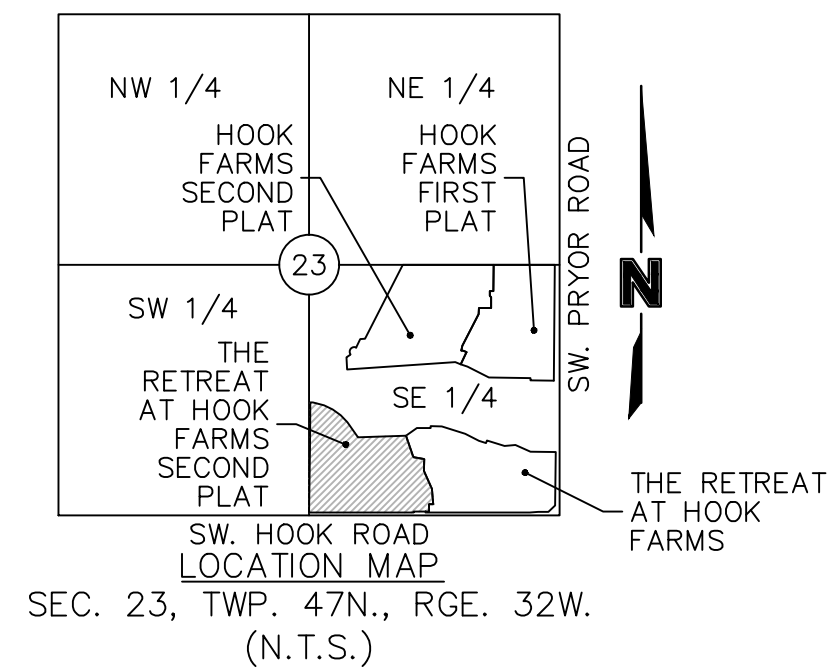 NW 1/4
NE 1/4
HOOK
FARMS
SECOND
PLAT
HOOK
FARMS
FIRST
PLAT
SW. PRYOR ROAD
N
23
SW 1/4
THE
RETREAT
AT HOOK
FARMS
SECOND
PLAT
SE 1/4
THE RETREAT
AT HOOK
FARMS
SW. HOOK ROAD
LOCATION MAP
SEC. 23, TWP. 47N., RGE. 32W.
(N.T.S.)